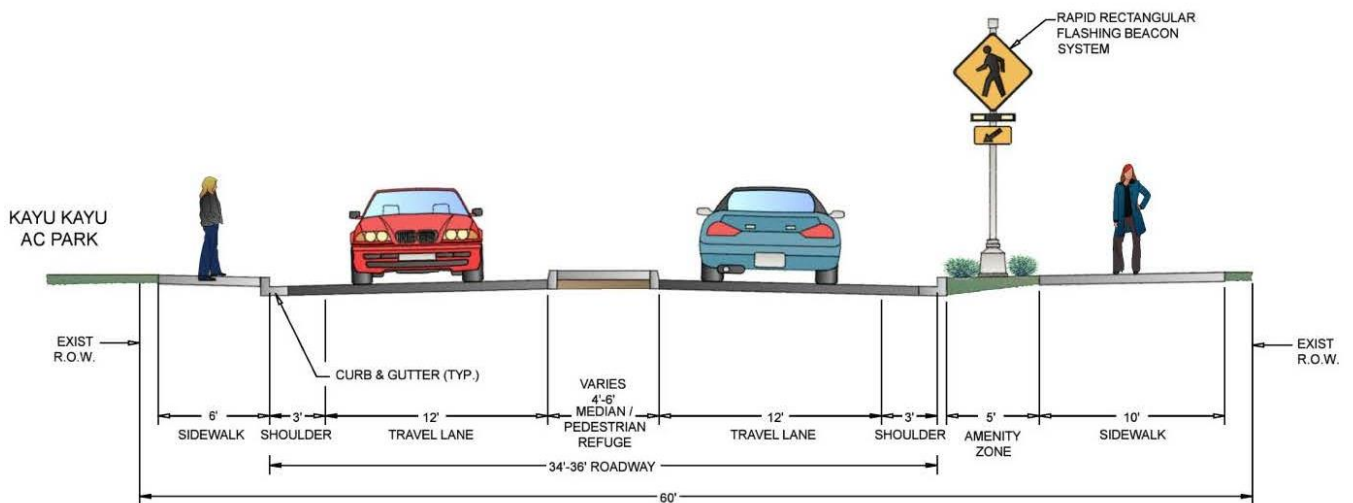 RAPID RECTANGULAR
FLASHING BEACON
SYSTEM
KAYU KAYU
AC PARK
EXIST
R.O.W.
EXIST
R.O.W.
CURB & GUTTER (TYP.)
VARIES
4'-6'
MEDIAN /
PEDESTRIAN
REFUGE
6'
3'
12'
12'
3'
5'
10'
SIDEWALK
SHOULDER
TRAVEL LANE
TRAVEL LANE
SHOULDER
AMENITY
ZONE
SIDEWALK
34'-36' ROADWAY
60'